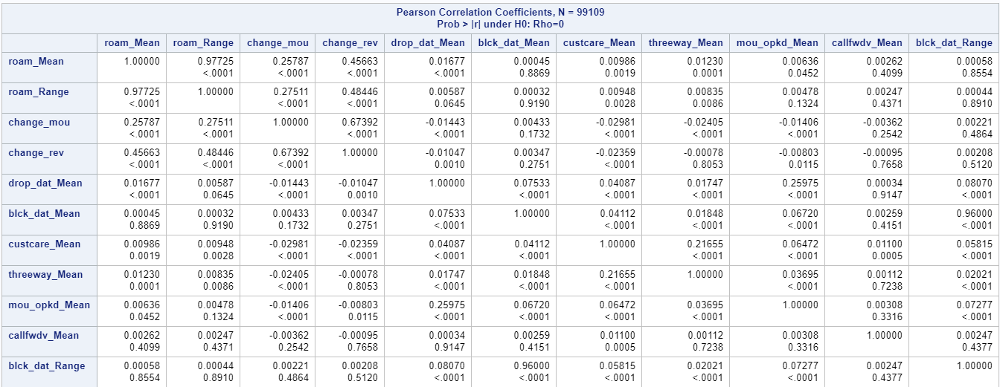 Pearson Correlation Coefficients, N = 99109
Prob > |r| under H0: Rho=0
roam_Mean roam_Range change_mou change_rev drop_dat_Mean blck_dat_Mean custcare_Mean threeway_Mean mou_opkd_Mean callfwdv_Mean blck_dat_Range
roam_Mean 1.00000 0.97725 0.25787 0.45663 0.01677 0.00045 0.00986 0.01230 0.00636 0.00262 0.00058
<.0001 <.0001 <.0001 <.0001 0.8869 0.0019 0.0001 0.0452 0.4099 0.8554
roam_Range 0.97725 1.00000 0.27511 0.48446 0.00587 0.00032 0.00948 0.00835 0.00478 0.00247 0.00044
<.0001 <.0001 <.0001 0.0645 0.9190 0.0028 0.0086 0.1324 0.4371 0.8910
change_mou 0.25787 0.27511 1.00000 0.67392 -0.01443 0.00433 -0.02981 -0.02405 -0.01406 -0.00362 0.00221
<.0001 <.0001 <.0001 <.0001 0.1732 <.0001 <.0001 <.0001 0.2542 0.4864
change_rev 0.45663 0.48446 0.67392 1.00000 -0.01047 0.00347 -0.02359 -0.00078 -0.00803 -0.00095 0.00208
<.0001 <.0001 <.0001 0.0010 0.2751 <.0001 0.8053 0.0115 0.7658 0.5120
drop_dat_Mean 0.01677 0.00587 -0.01443 -0.01047 1.00000 0.07533 0.04087 0.01747 0.25975 0.00034 0.08070
<.0001 0.0645 <.0001 0.0010 <.0001 <.0001 <.0001 <.0001 0.9147 <.0001
blck_dat_Mean 0.00045 0.00032 0.00433 0.00347 0.07533 1.00000 0.04112 0.01848 0.06720 0.00259 0.96000
0.8869 0.9190 0.1732 0.2751 <.0001 <.0001 <.0001 <.0001 0.4151 <.0001
custcare_Mean 0.00986 0.00948 -0.02981 -0.02359 0.04087 0.04112 1.00000 0.21655 0.06472 0.01100 0.05815
0.0019 0.0028 <.0001 <.0001 <.0001 <.0001 <.0001 <.0001 0.0005 <.0001
threeway_Mean 0.01230 0.00835 -0.02405 -0.00078 0.01747 0.01848 0.21655 1.00000 0.03695 0.00112 0.02021
0.0001 0.0086 <.0001 0.8053 <.0001 <.0001 <.0001 <.0001 0.7238 <.0001
mou_opkd_Mean 0.00636 0.00478 -0.01406 -0.00803 0.25975 0.06720 0.06472 0.03695 1.00000 0.00308 0.07277
0.0452 0.1324 <.0001 0.0115 <.0001 <.0001 <.0001 <.0001 0.3316 <.0001
callfwdv_Mean 0.00262 0.00247 -0.00362 -0.00095 0.00034 0.00259 0.01100 0.00112 0.00308 1.00000 0.00247
0.4099 0.4371 0.2542 0.7658 0.9147 0.4151 0.0005 0.7238 0.3316 0.4377
blck_dat_Range 0.00058 0.00044 0.00221 0.00208 0.08070 0.96000 0.05815 0.02021 0.07277 0.00247 1.00000
0.8554 0.8910 0.4864 0.5120 <.0001 <.0001 <.0001 <.0001 <.0001 0.4377